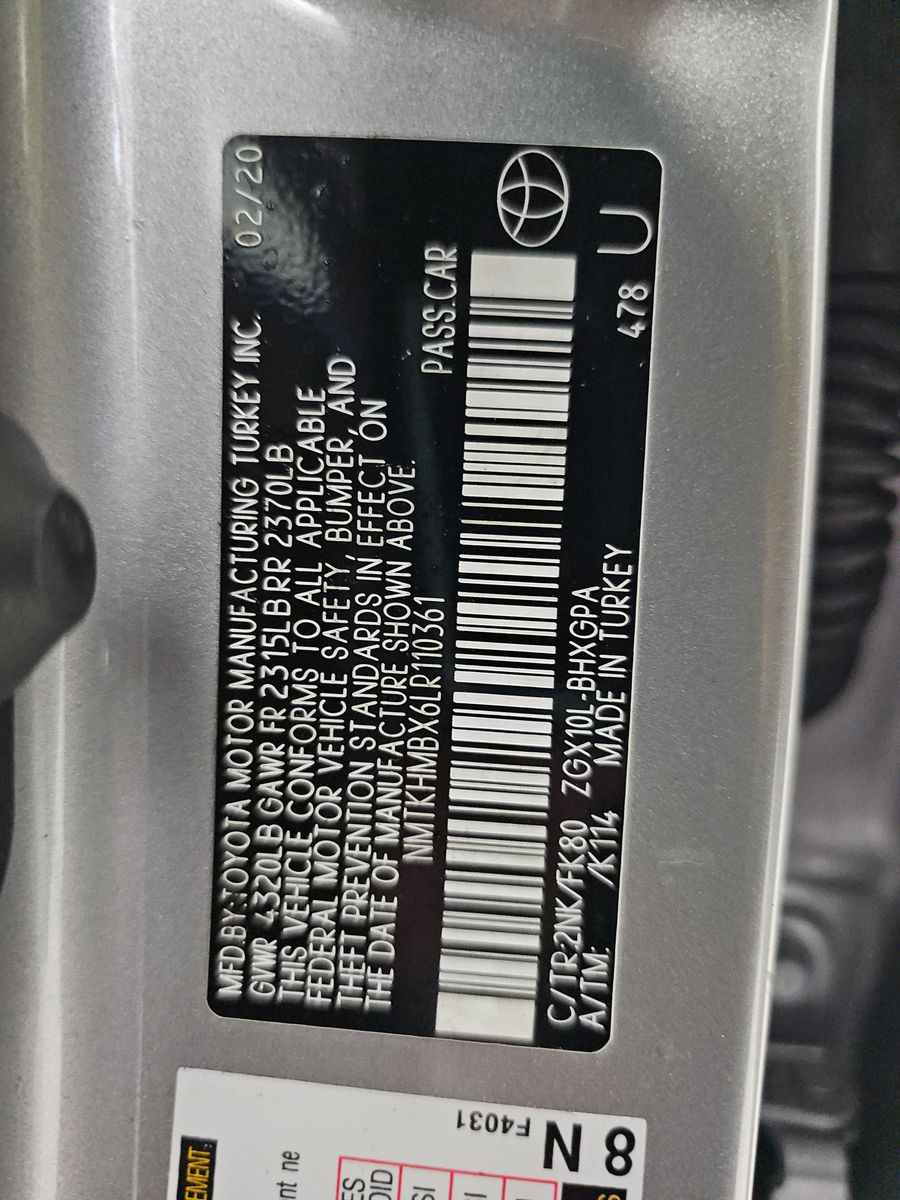 MFD.BY:TOYOTA MOTOR MANUFACTURING TURKEY INC. 02/20
GVWR 4320LB GAWR FR 2315LB RR 2370LB
THIS VEHICLE CONFORMS TO ALL APPLICABLE
FEDERAL MOTOR VEHICLE SAFETY, BUMPER, AND
THEFT PREVENTION STANDARDS IN EFFECT ON
THE DATE OF MANUFACTURE SHOWN ABOVE.
NMTKHMBX6LR110361 PASS.CAR
C/TR:2NK/FK80 ZGX10L-BHXGPA 478 U
A/TM: /K114 MADE IN TURKEY
8 N
F4031